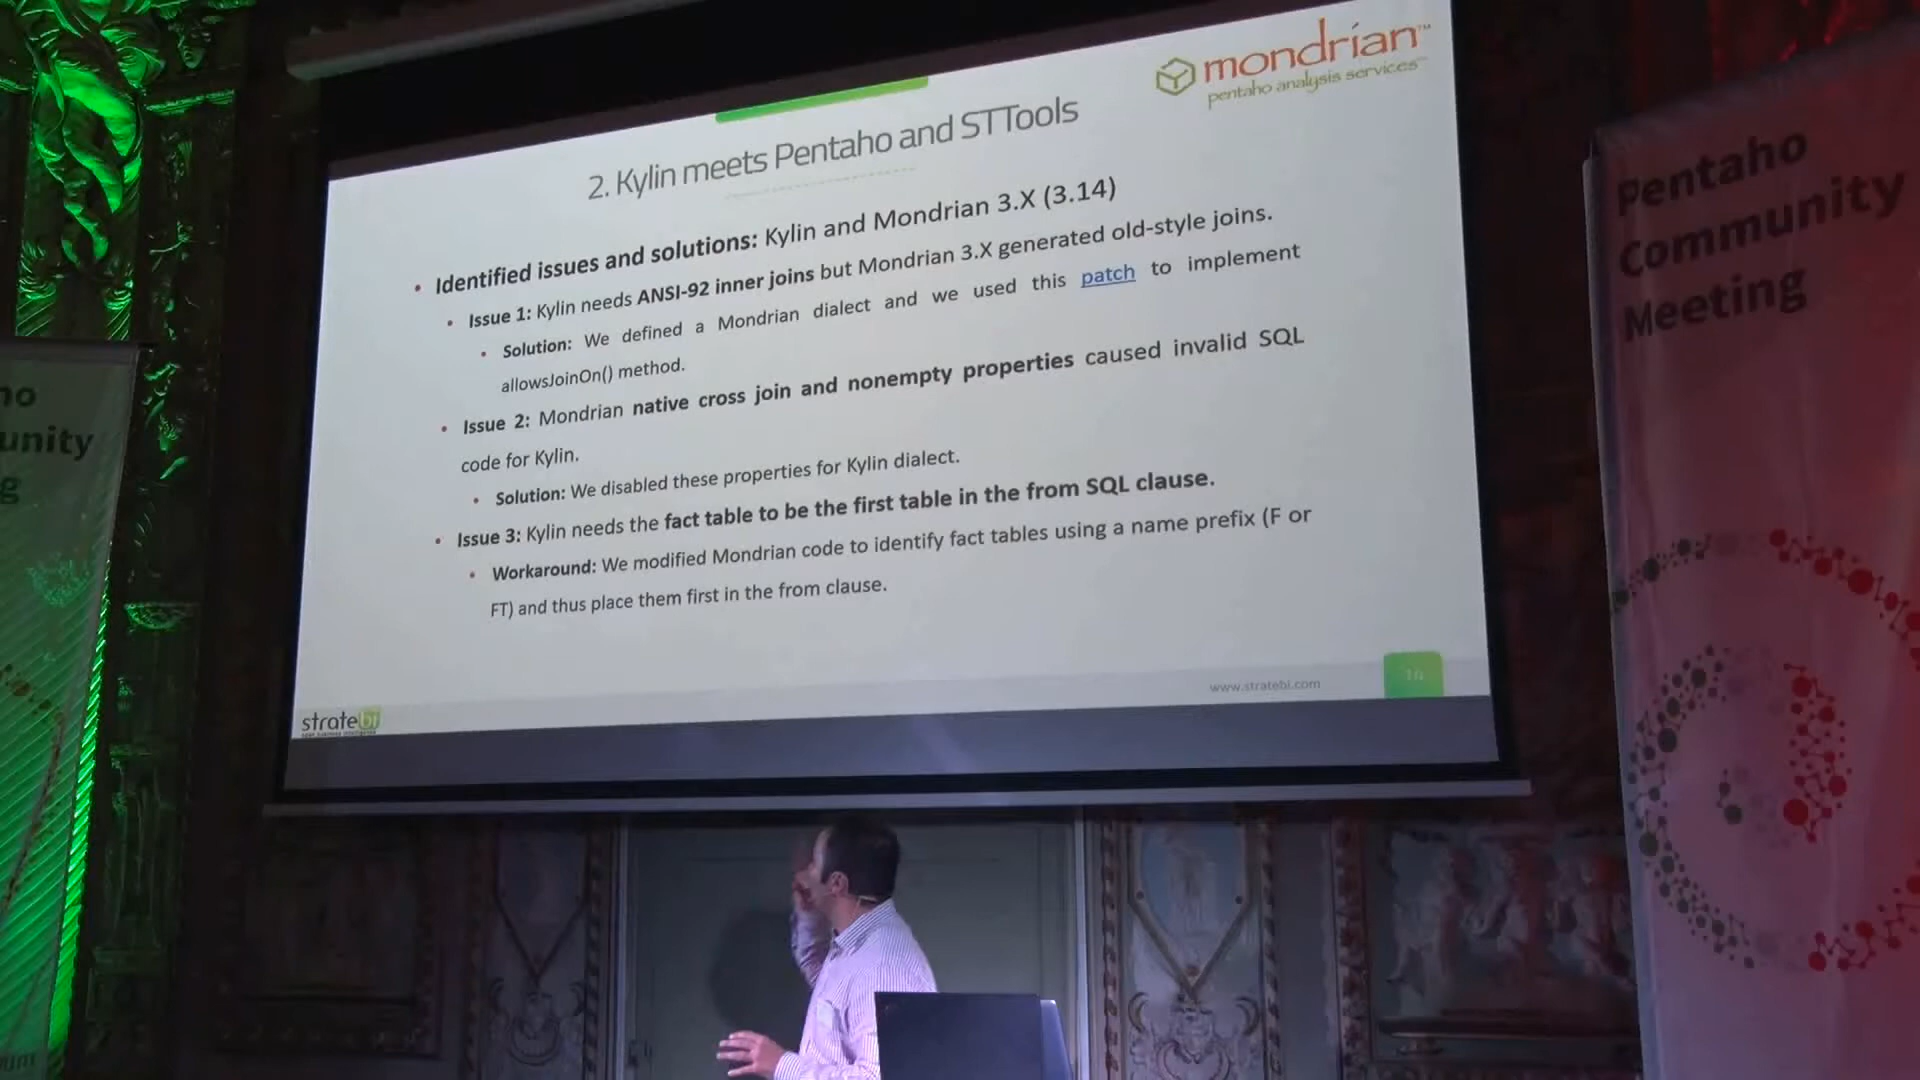 mondrian™
pentaho analysis services™
2. Kylin meets Pentaho and STTools
• Identified issues and solutions: Kylin and Mondrian 3.X (3.14)
• Issue 1: Kylin needs ANSI-92 inner joins but Mondrian 3.X generated old-style joins.
• Solution: We defined a Mondrian dialect and we used this patch to implement
allowsJoinOn() method.
• Issue 2: Mondrian native cross join and nonempty properties caused invalid SQL
code for Kylin.
• Solution: We disabled these properties for Kylin dialect.
• Issue 3: Kylin needs the fact table to be the first table in the from SQL clause.
• Workaround: We modified Mondrian code to identify fact tables using a name prefix (F or
FT) and thus place them first in the from clause.
stratebi
www.stratebi.com
Pentaho
Community
Meeting
ho
unity
g